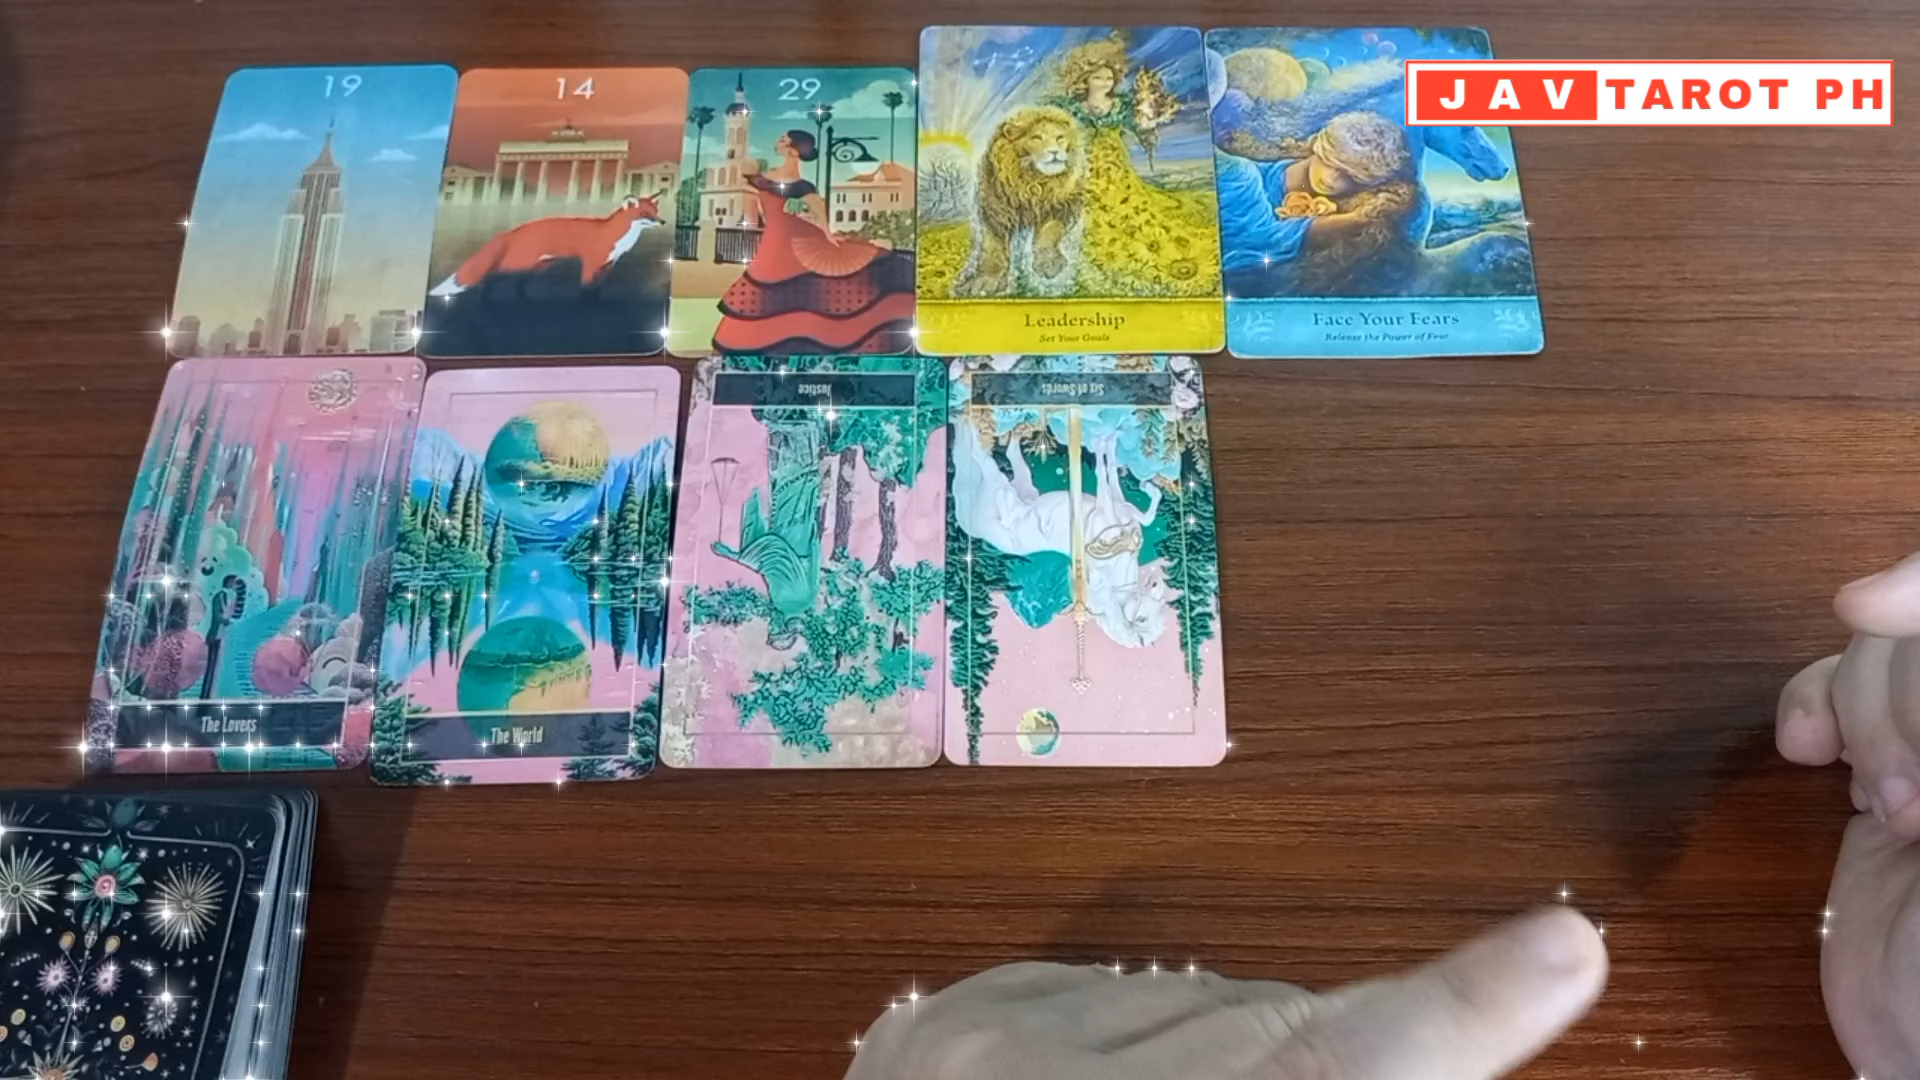 19
14
29
JAV TAROT PH
Leadership
Set Your Goals
Face Your Fears
Release the Power of Fear
Justice
Six of Swords
The Lovers
The World